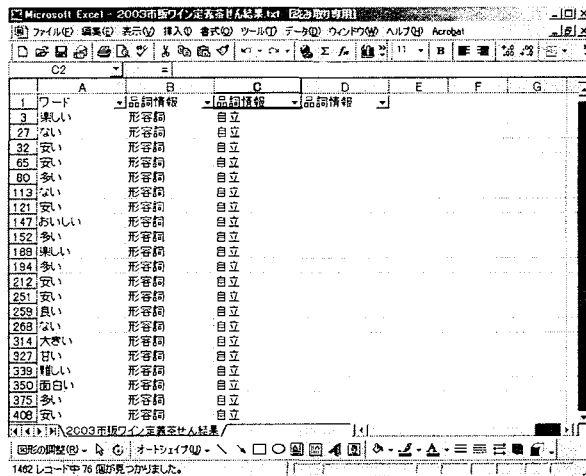 Microsoft Excel - 2003市販ワイン定義茶せん結果.txt [読み取り専用]
ファイル(F) 編集(E) 表示(V) 挿入(I) 書式(O) ツール(T) データ(D) ウィンドウ(W) ヘルプ(H) Acrobat
11 B
C2 =
A B C D E F G
1 ワード 品詞情報 品詞情報 品詞情報
3 楽しい 形容詞 自立
27 ない 形容詞 自立
32 安い 形容詞 自立
65 安い 形容詞 自立
80 多い 形容詞 自立
113 ない 形容詞 自立
121 安い 形容詞 自立
147 おいしい 形容詞 自立
152 多い 形容詞 自立
188 楽しい 形容詞 自立
194 多い 形容詞 自立
212 安い 形容詞 自立
251 安い 形容詞 自立
259 良い 形容詞 自立
268 ない 形容詞 自立
314 大きい 形容詞 自立
327 甘い 形容詞 自立
339 難しい 形容詞 自立
350 面白い 形容詞 自立
375 多い 形容詞 自立
408 安い 形容詞 自立
2003市販ワイン定義茶せん結果
図形の調整(R) オートシェイプ(U)
1462 レコード中 76 個が見つかりました。